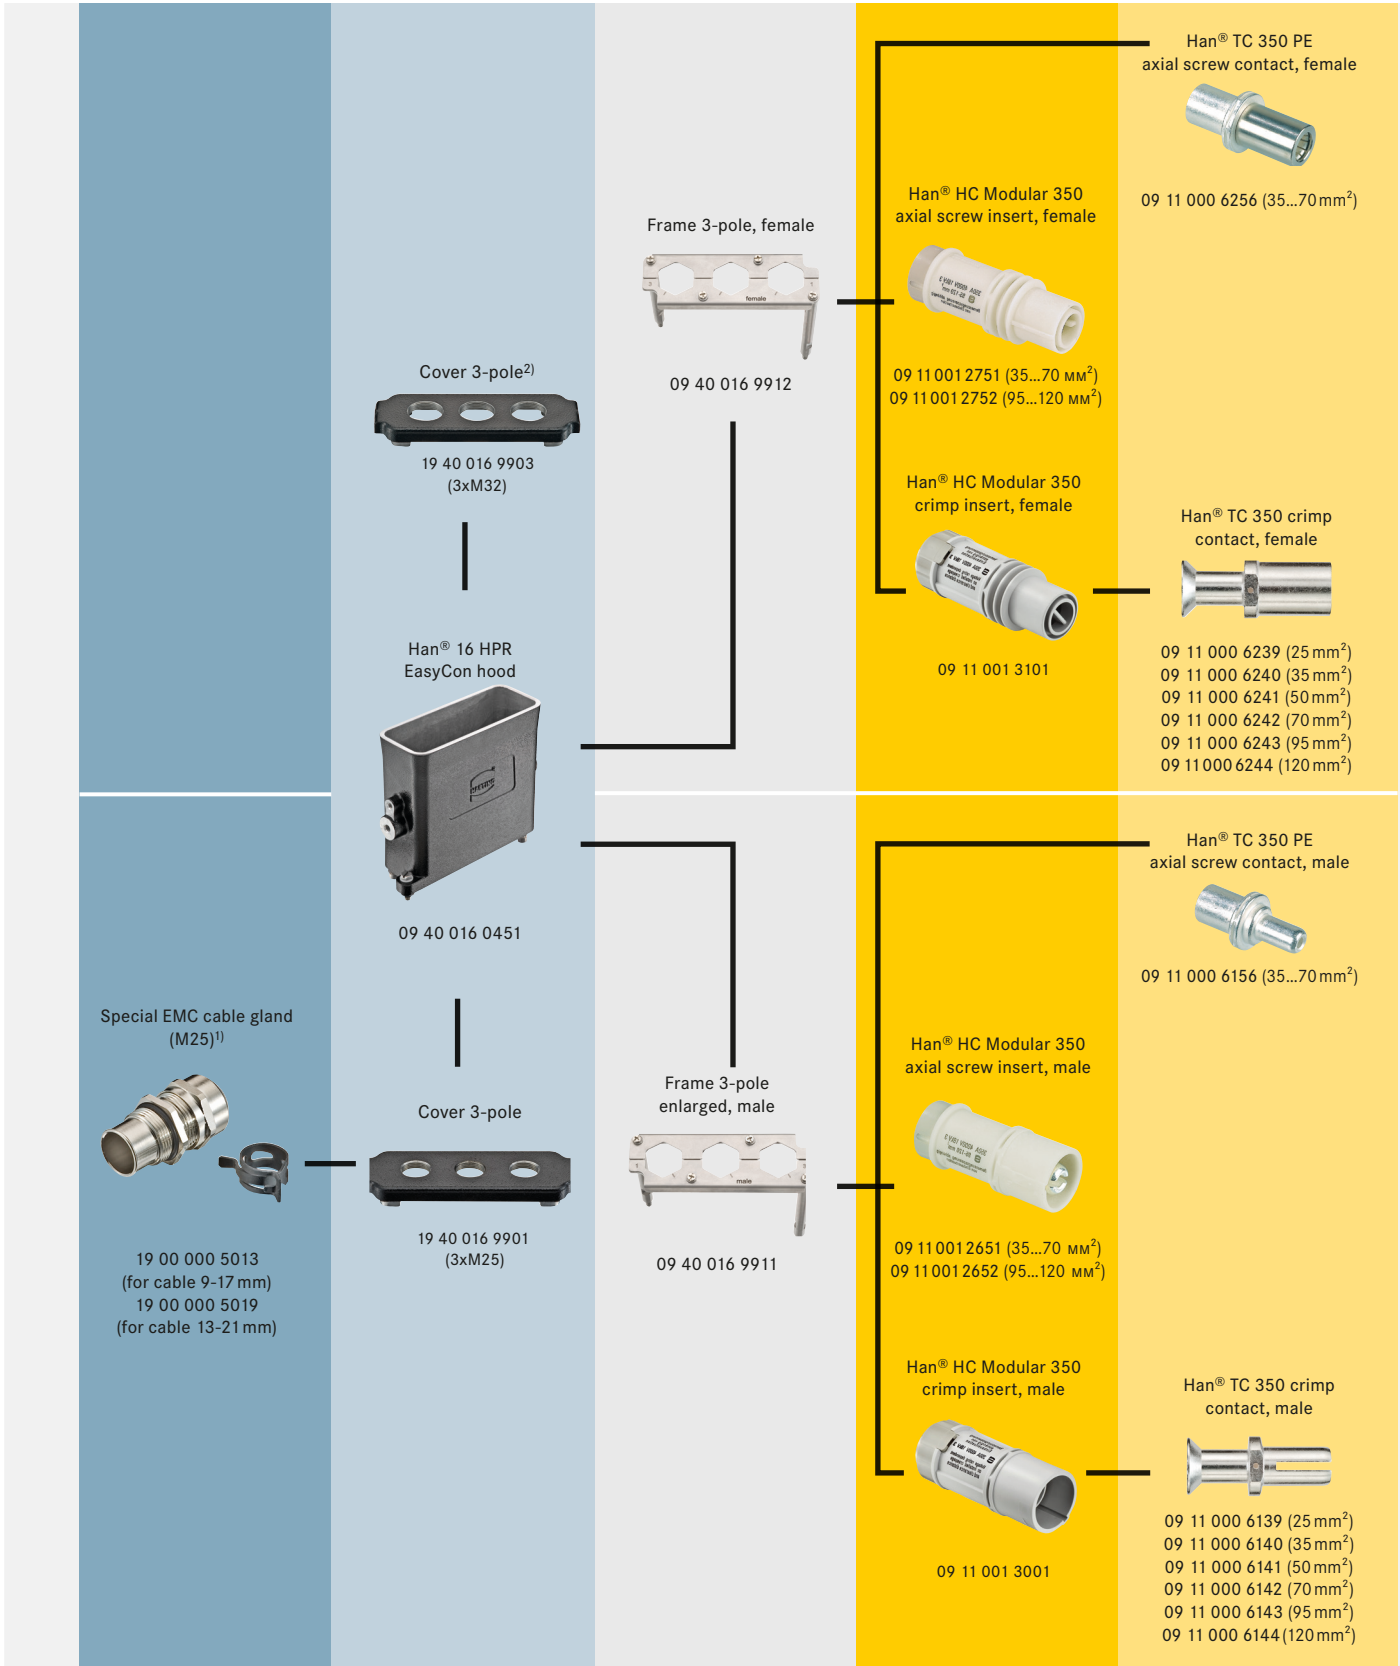 Han® TC 350 PE
axial screw contact, female
09 11 000 6256 (35...70 mm²)
Han® HC Modular 350
axial screw insert, female
09 11 001 2751 (35...70 мм²)
09 11 001 2752 (95...120 мм²)
Frame 3-pole, female
female
09 40 016 9912
Cover 3-pole2)
19 40 016 9903
(3xM32)
Han® HC Modular 350
crimp insert, female
09 11 001 3101
Han® TC 350 crimp
contact, female
09 11 000 6239 (25 mm²)
09 11 000 6240 (35 mm²)
09 11 000 6241 (50 mm²)
09 11 000 6242 (70 mm²)
09 11 000 6243 (95 mm²)
09 11 000 6244 (120 mm²)
Han® 16 HPR
EasyCon hood
09 40 016 0451
Han® TC 350 PE
axial screw contact, male
09 11 000 6156 (35...70 mm²)
Special EMC cable gland
(M25)1)
19 00 000 5013
(for cable 9-17 mm)
19 00 000 5019
(for cable 13-21 mm)
Cover 3-pole
19 40 016 9901
(3xM25)
Frame 3-pole
enlarged, male
male
09 40 016 9911
Han® HC Modular 350
axial screw insert, male
09 11 001 2651 (35...70 мм²)
09 11 001 2652 (95...120 мм²)
Han® HC Modular 350
crimp insert, male
09 11 001 3001
Han® TC 350 crimp
contact, male
09 11 000 6139 (25 mm²)
09 11 000 6140 (35 mm²)
09 11 000 6141 (50 mm²)
09 11 000 6142 (70 mm²)
09 11 000 6143 (95 mm²)
09 11 000 6144 (120 mm²)